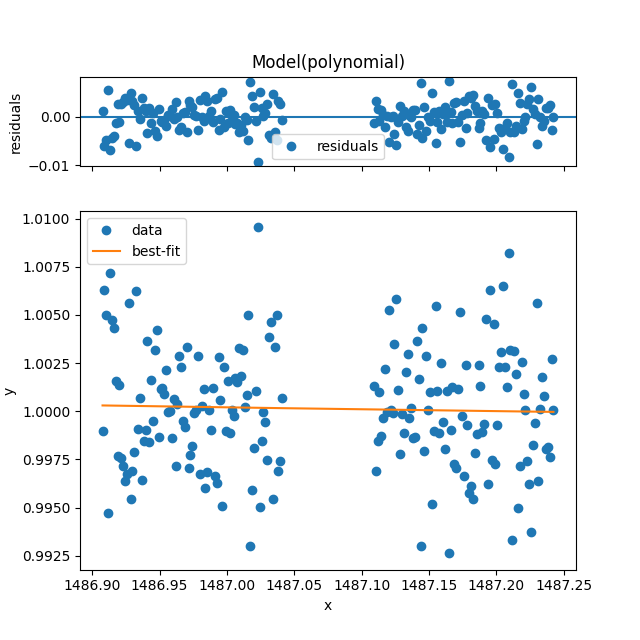 Model(polynomial)
residuals
0.00
−0.01
residuals
1.0100
1.0075
1.0050
1.0025
1.0000
0.9975
0.9950
0.9925
y
data
best-fit
1486.90 1486.95 1487.00 1487.05 1487.10 1487.15 1487.20 1487.25
x